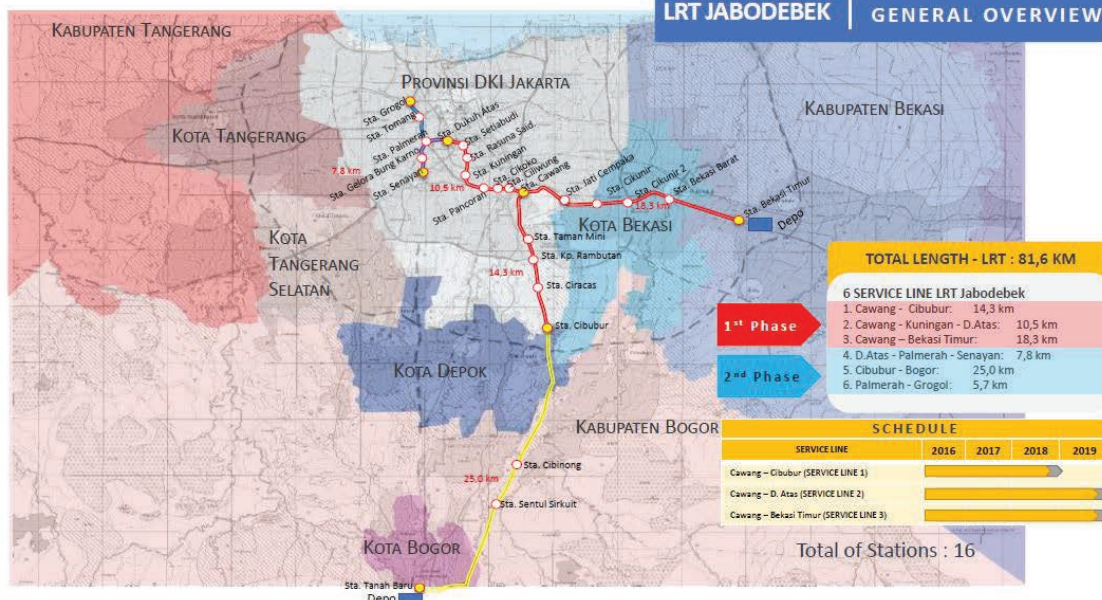 LRT JABODEBEK | GENERAL OVERVIEW
KABUPATEN TANGERANG
PROVINSI DKI JAKARTA
KABUPATEN BEKASI
KOTA TANGERANG
Sta. Grogol
Sta. Tomang
Sta. Palmerah
Sta. Gelora Bung Karno
Sta. Senayan
Sta. Dukuh Atas
Sta. Setiabudi
Sta. Rasuna Said
Sta. Kuningan
Sta. Pancoran
Sta. Cikoko
Sta. Ciliwung
Sta. Cawang
7,8 km
10,5 km
Sta. Jati Cempaka
Sta. Cikunir
Sta. Cikunir 2
Sta. Bekasi Barat
Sta. Bekasi Timur
18,3 km
Depo
KOTA BEKASI
KOTA
TANGERANG
SELATAN
Sta. Taman Mini
Sta. Kp. Rambutan
14,3 km
Sta. Ciracas
Sta. Cibubur
KOTA DEPOK
KABUPATEN BOGOR
Sta. Cibinong
25,0 km
Sta. Sentul Sirkuit
KOTA BOGOR
Sta. Tanah Baru
Depo
TOTAL LENGTH - LRT : 81,6 KM
6 SERVICE LINE LRT Jabodebek
1st Phase
1. Cawang - Cibubur: 14,3 km
2. Cawang - Kuningan - D.Atas: 10,5 km
3. Cawang – Bekasi Timur: 18,3 km
2nd Phase
4. D.Atas - Palmerah - Senayan: 7,8 km
5. Cibubur - Bogor: 25,0 km
6. Palmerah - Grogol: 5,7 km
SCHEDULE
SERVICE LINE 2016 2017 2018 2019
Cawang – Cibubur (SERVICE LINE 1)
Cawang – D. Atas (SERVICE LINE 2)
Cawang – Bekasi Timur (SERVICE LINE 3)
Total of Stations : 16